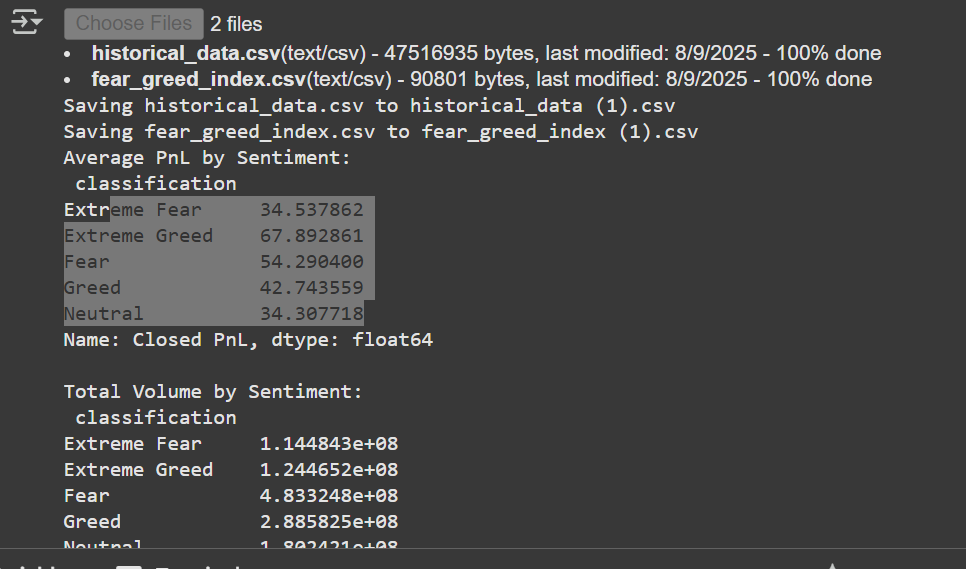 Choose Files 2 files
• historical_data.csv(text/csv) - 47516935 bytes, last modified: 8/9/2025 - 100% done
• fear_greed_index.csv(text/csv) - 90801 bytes, last modified: 8/9/2025 - 100% done
Saving historical_data.csv to historical_data (1).csv
Saving fear_greed_index.csv to fear_greed_index (1).csv
Average PnL by Sentiment:
classification
Extreme Fear 34.537862
Extreme Greed 67.892861
Fear 54.290400
Greed 42.743559
Neutral 34.307718
Name: Closed PnL, dtype: float64
Total Volume by Sentiment:
classification
Extreme Fear 1.144843e+08
Extreme Greed 1.244652e+08
Fear 4.833248e+08
Greed 2.885825e+08
Neutral 1.802421e+08